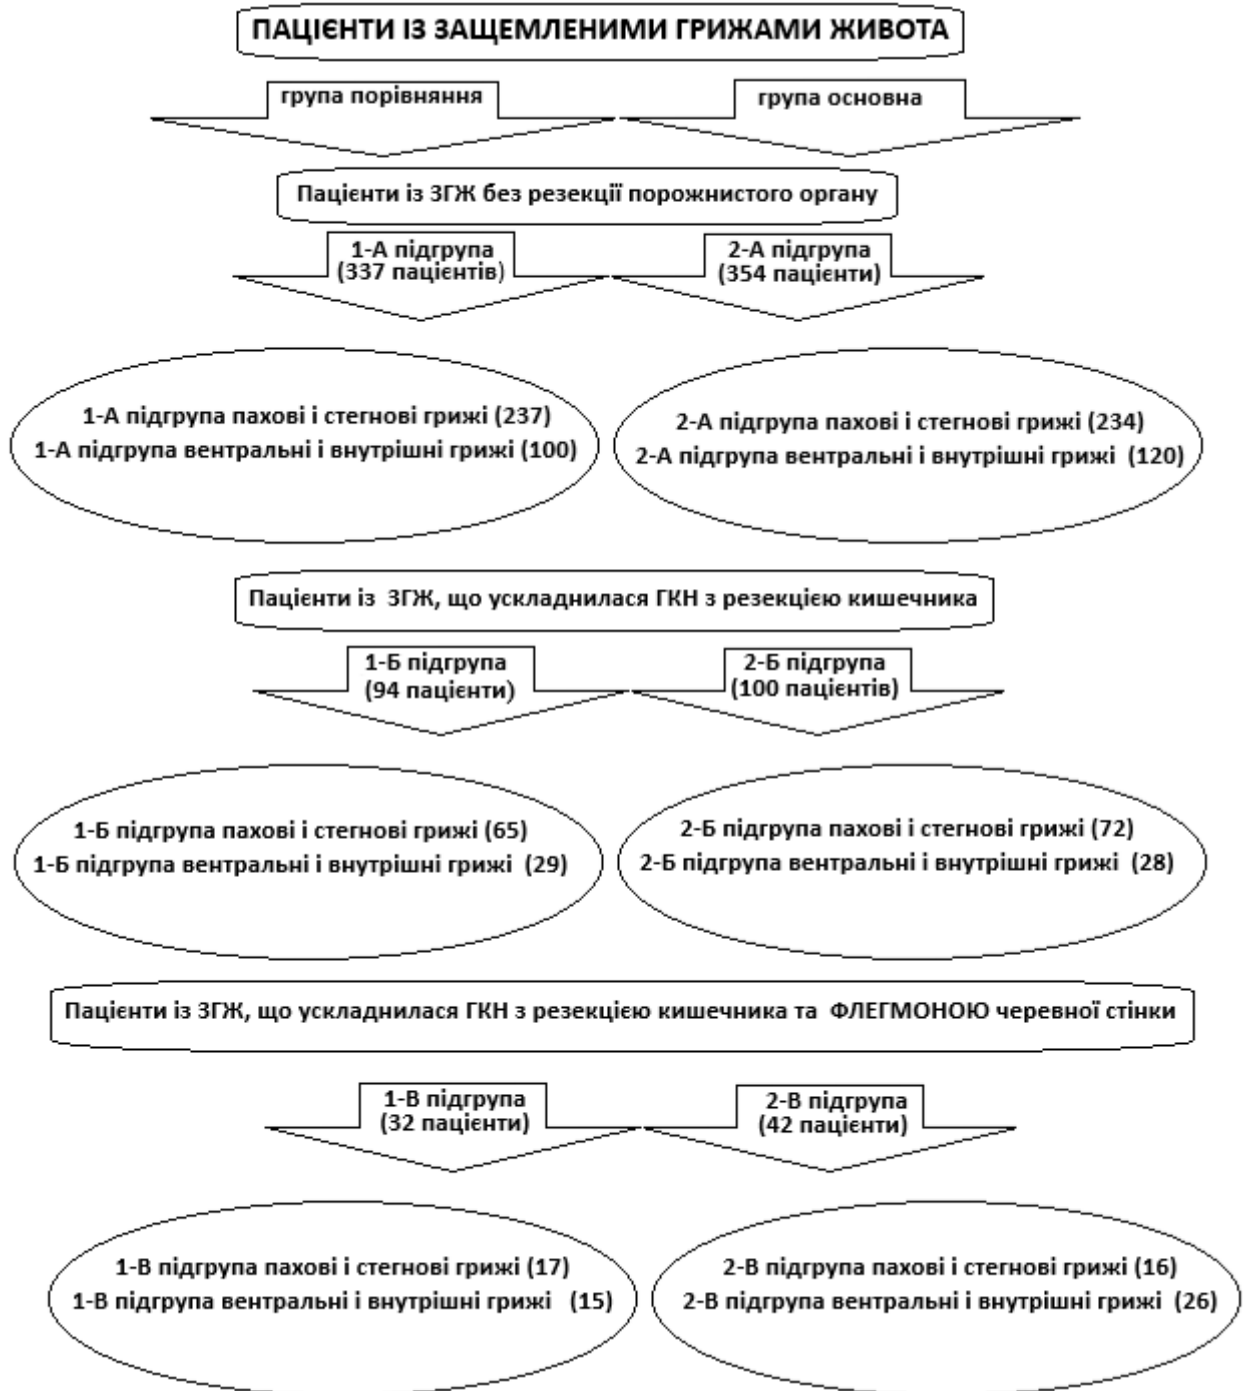 ПАЦІЄНТИ ІЗ ЗАЩЕМЛЕНИМИ ГРИЖАМИ ЖИВОТА
група порівняння
група основна
Пацієнти із ЗГЖ без резекції порожнистого органу
1-А підгрупа
(337 пацієнтів)
2-А підгрупа
(354 пацієнти)
1-А підгрупа пахові і стегнові грижі (237)
1-А підгрупа вентральні і внутрішні грижі (100)
2-А підгрупа пахові і стегнові грижі (234)
2-А підгрупа вентральні і внутрішні грижі (120)
Пацієнти із ЗГЖ, що ускладнилася ГКН з резекцією кишечника
1-Б підгрупа
(94 пацієнти)
2-Б підгрупа
(100 пацієнтів)
1-Б підгрупа пахові і стегнові грижі (65)
1-Б підгрупа вентральні і внутрішні грижі (29)
2-Б підгрупа пахові і стегнові грижі (72)
2-Б підгрупа вентральні і внутрішні грижі (28)
Пацієнти із ЗГЖ, що ускладнилася ГКН з резекцією кишечника та ФЛЕГМОНОЮ черевної стінки
1-В підгрупа
(32 пацієнти)
2-В підгрупа
(42 пацієнти)
1-В підгрупа пахові і стегнові грижі (17)
1-В підгрупа вентральні і внутрішні грижі (15)
2-В підгрупа пахові і стегнові грижі (16)
2-В підгрупа вентральні і внутрішні грижі (26)